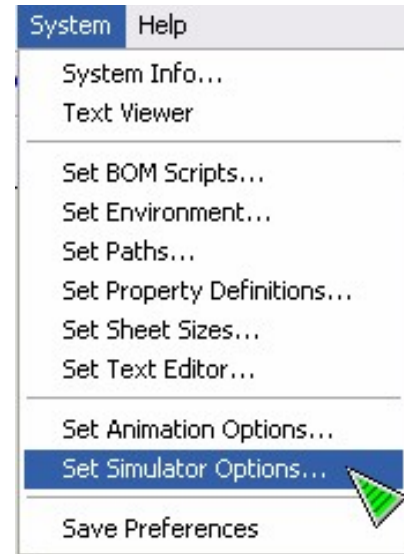 System Help
System Info...
Text Viewer
Set BOM Scripts...
Set Environment...
Set Paths...
Set Property Definitions...
Set Sheet Sizes...
Set Text Editor...
Set Animation Options...
Set Simulator Options...
Save Preferences